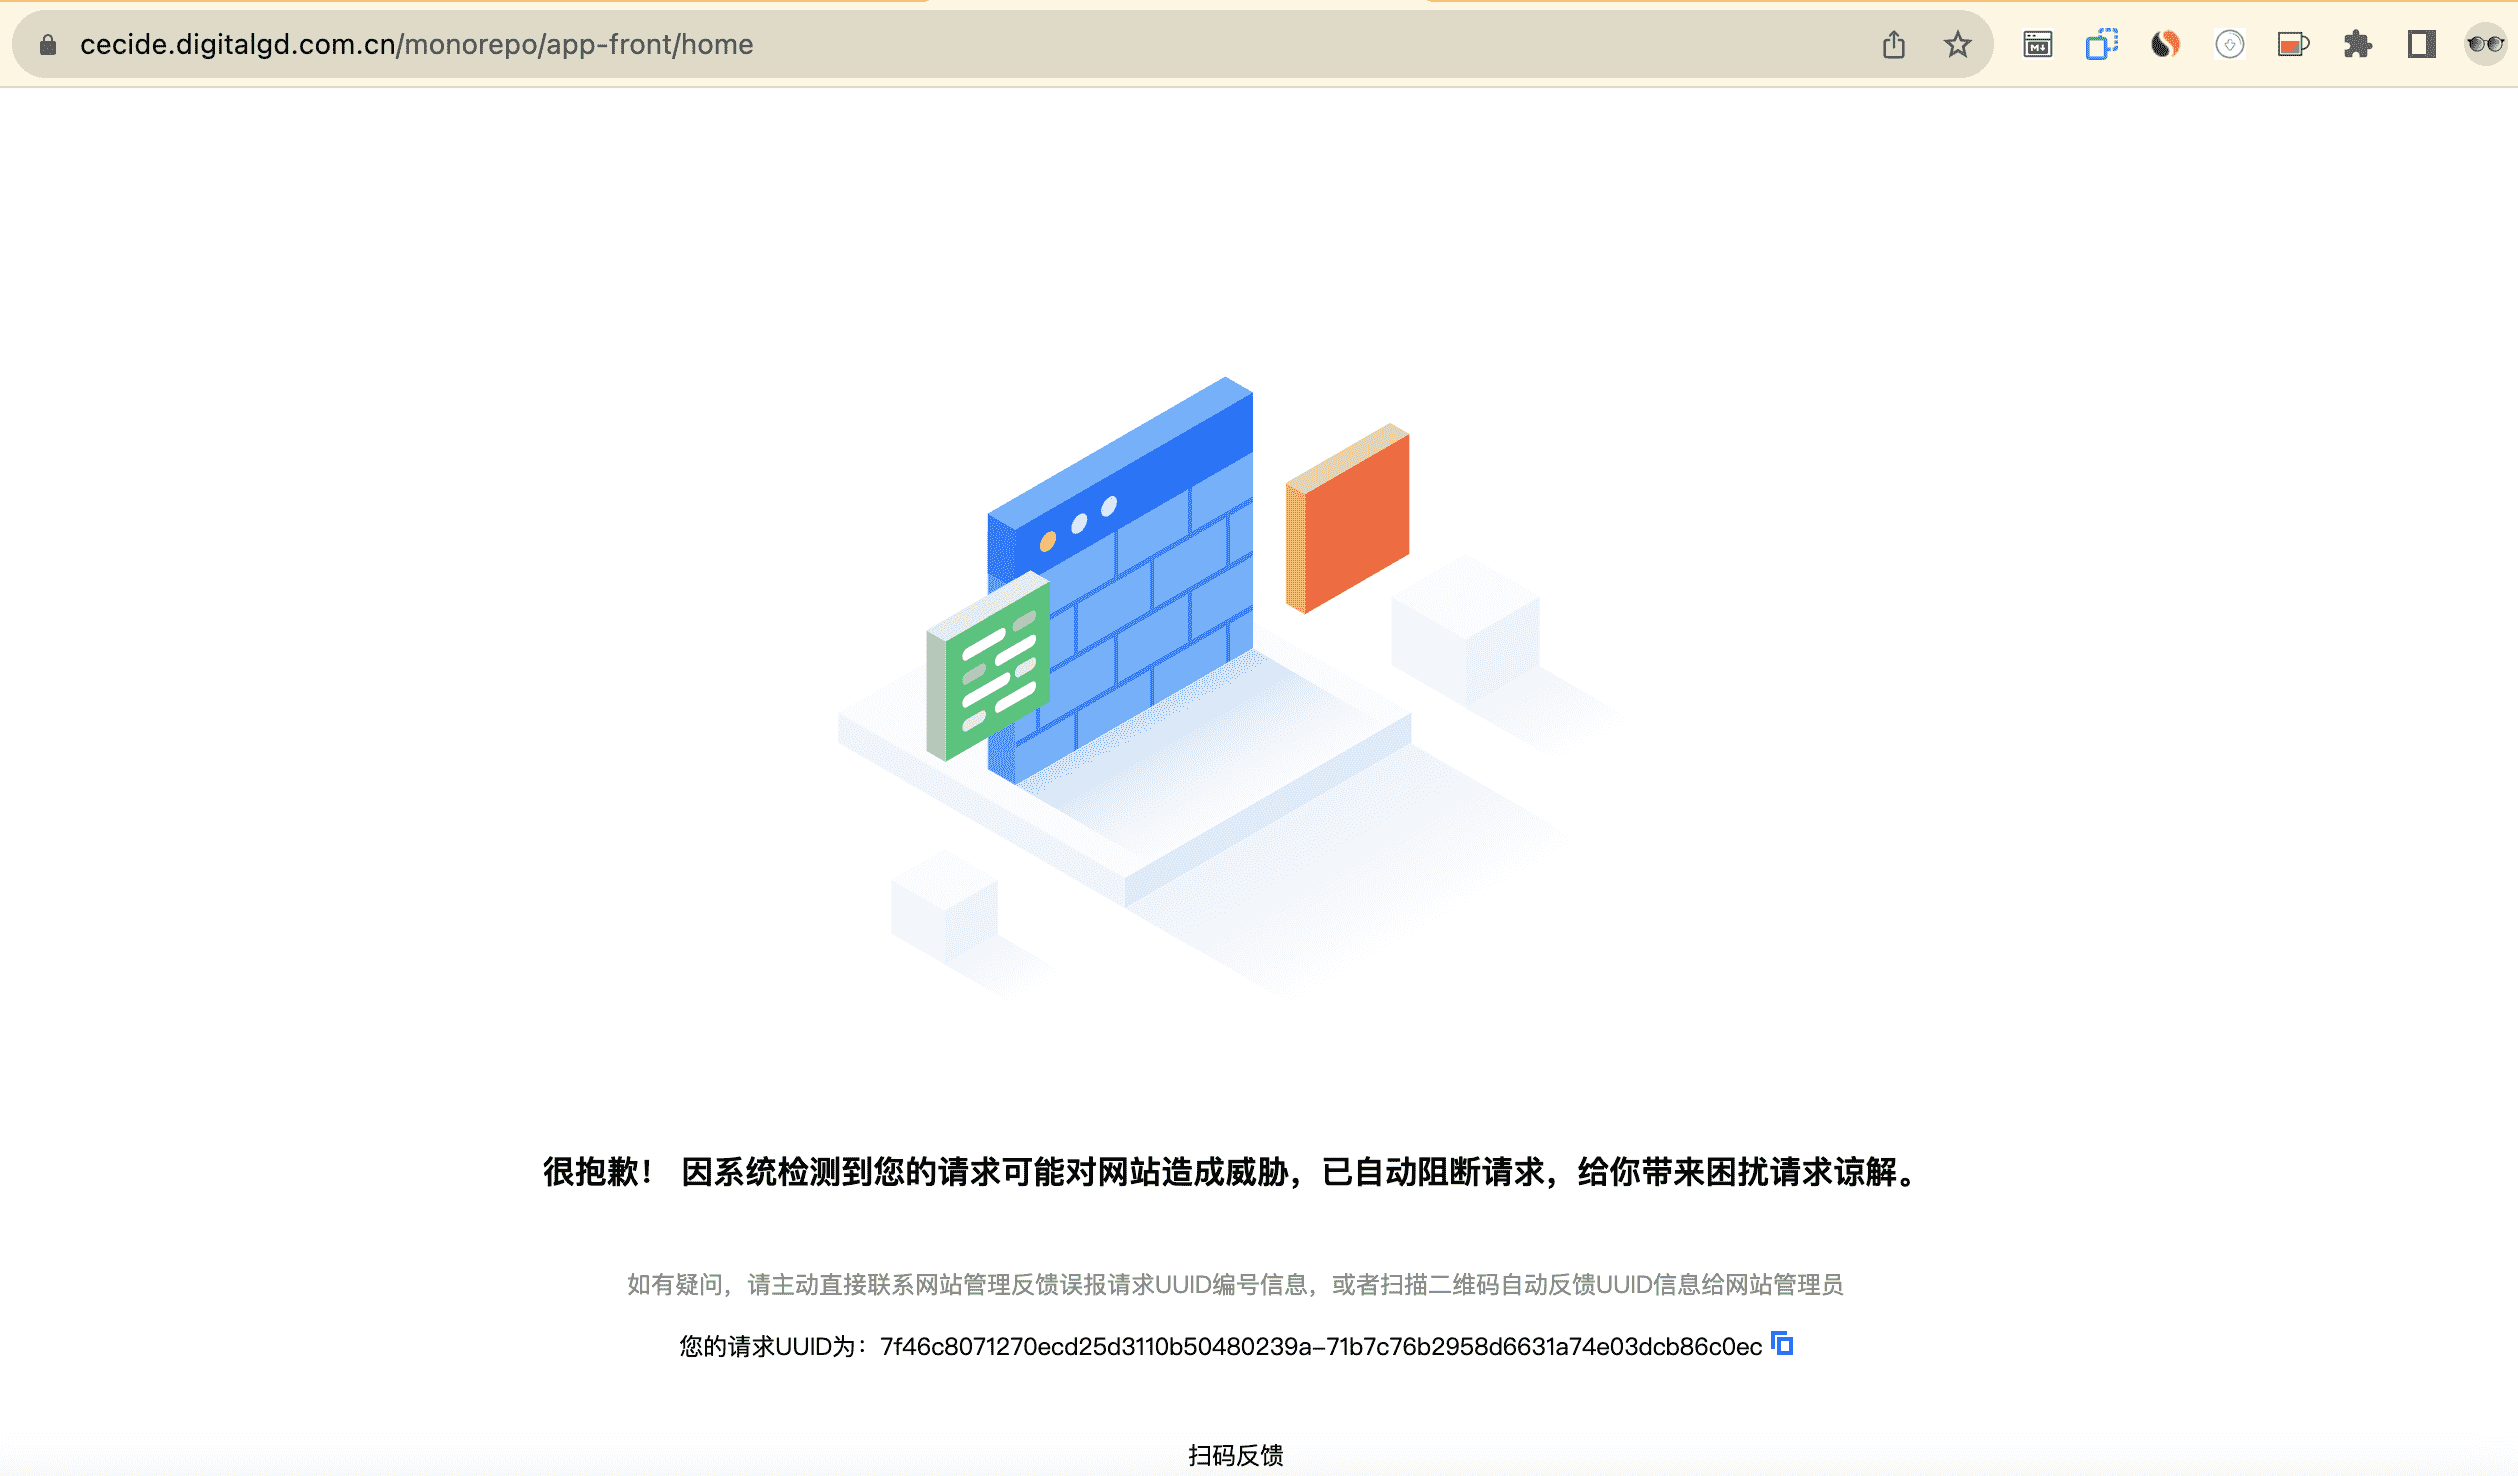 cecide.digitalgd.com.cn/monorepo/app-front/home
很抱歉！ 因系统检测到您的请求可能对网站造成威胁，已自动阻断请求，给你带来困扰请求谅解。
如有疑问，请主动直接联系网站管理反馈误报请求UUID编号信息，或者扫描二维码自动反馈UUID信息给网站管理员
您的请求UUID为：7f46c8071270ecd25d3110b50480239a-71b7c76b2958d6631a74e03dcb86c0ec
扫码反馈